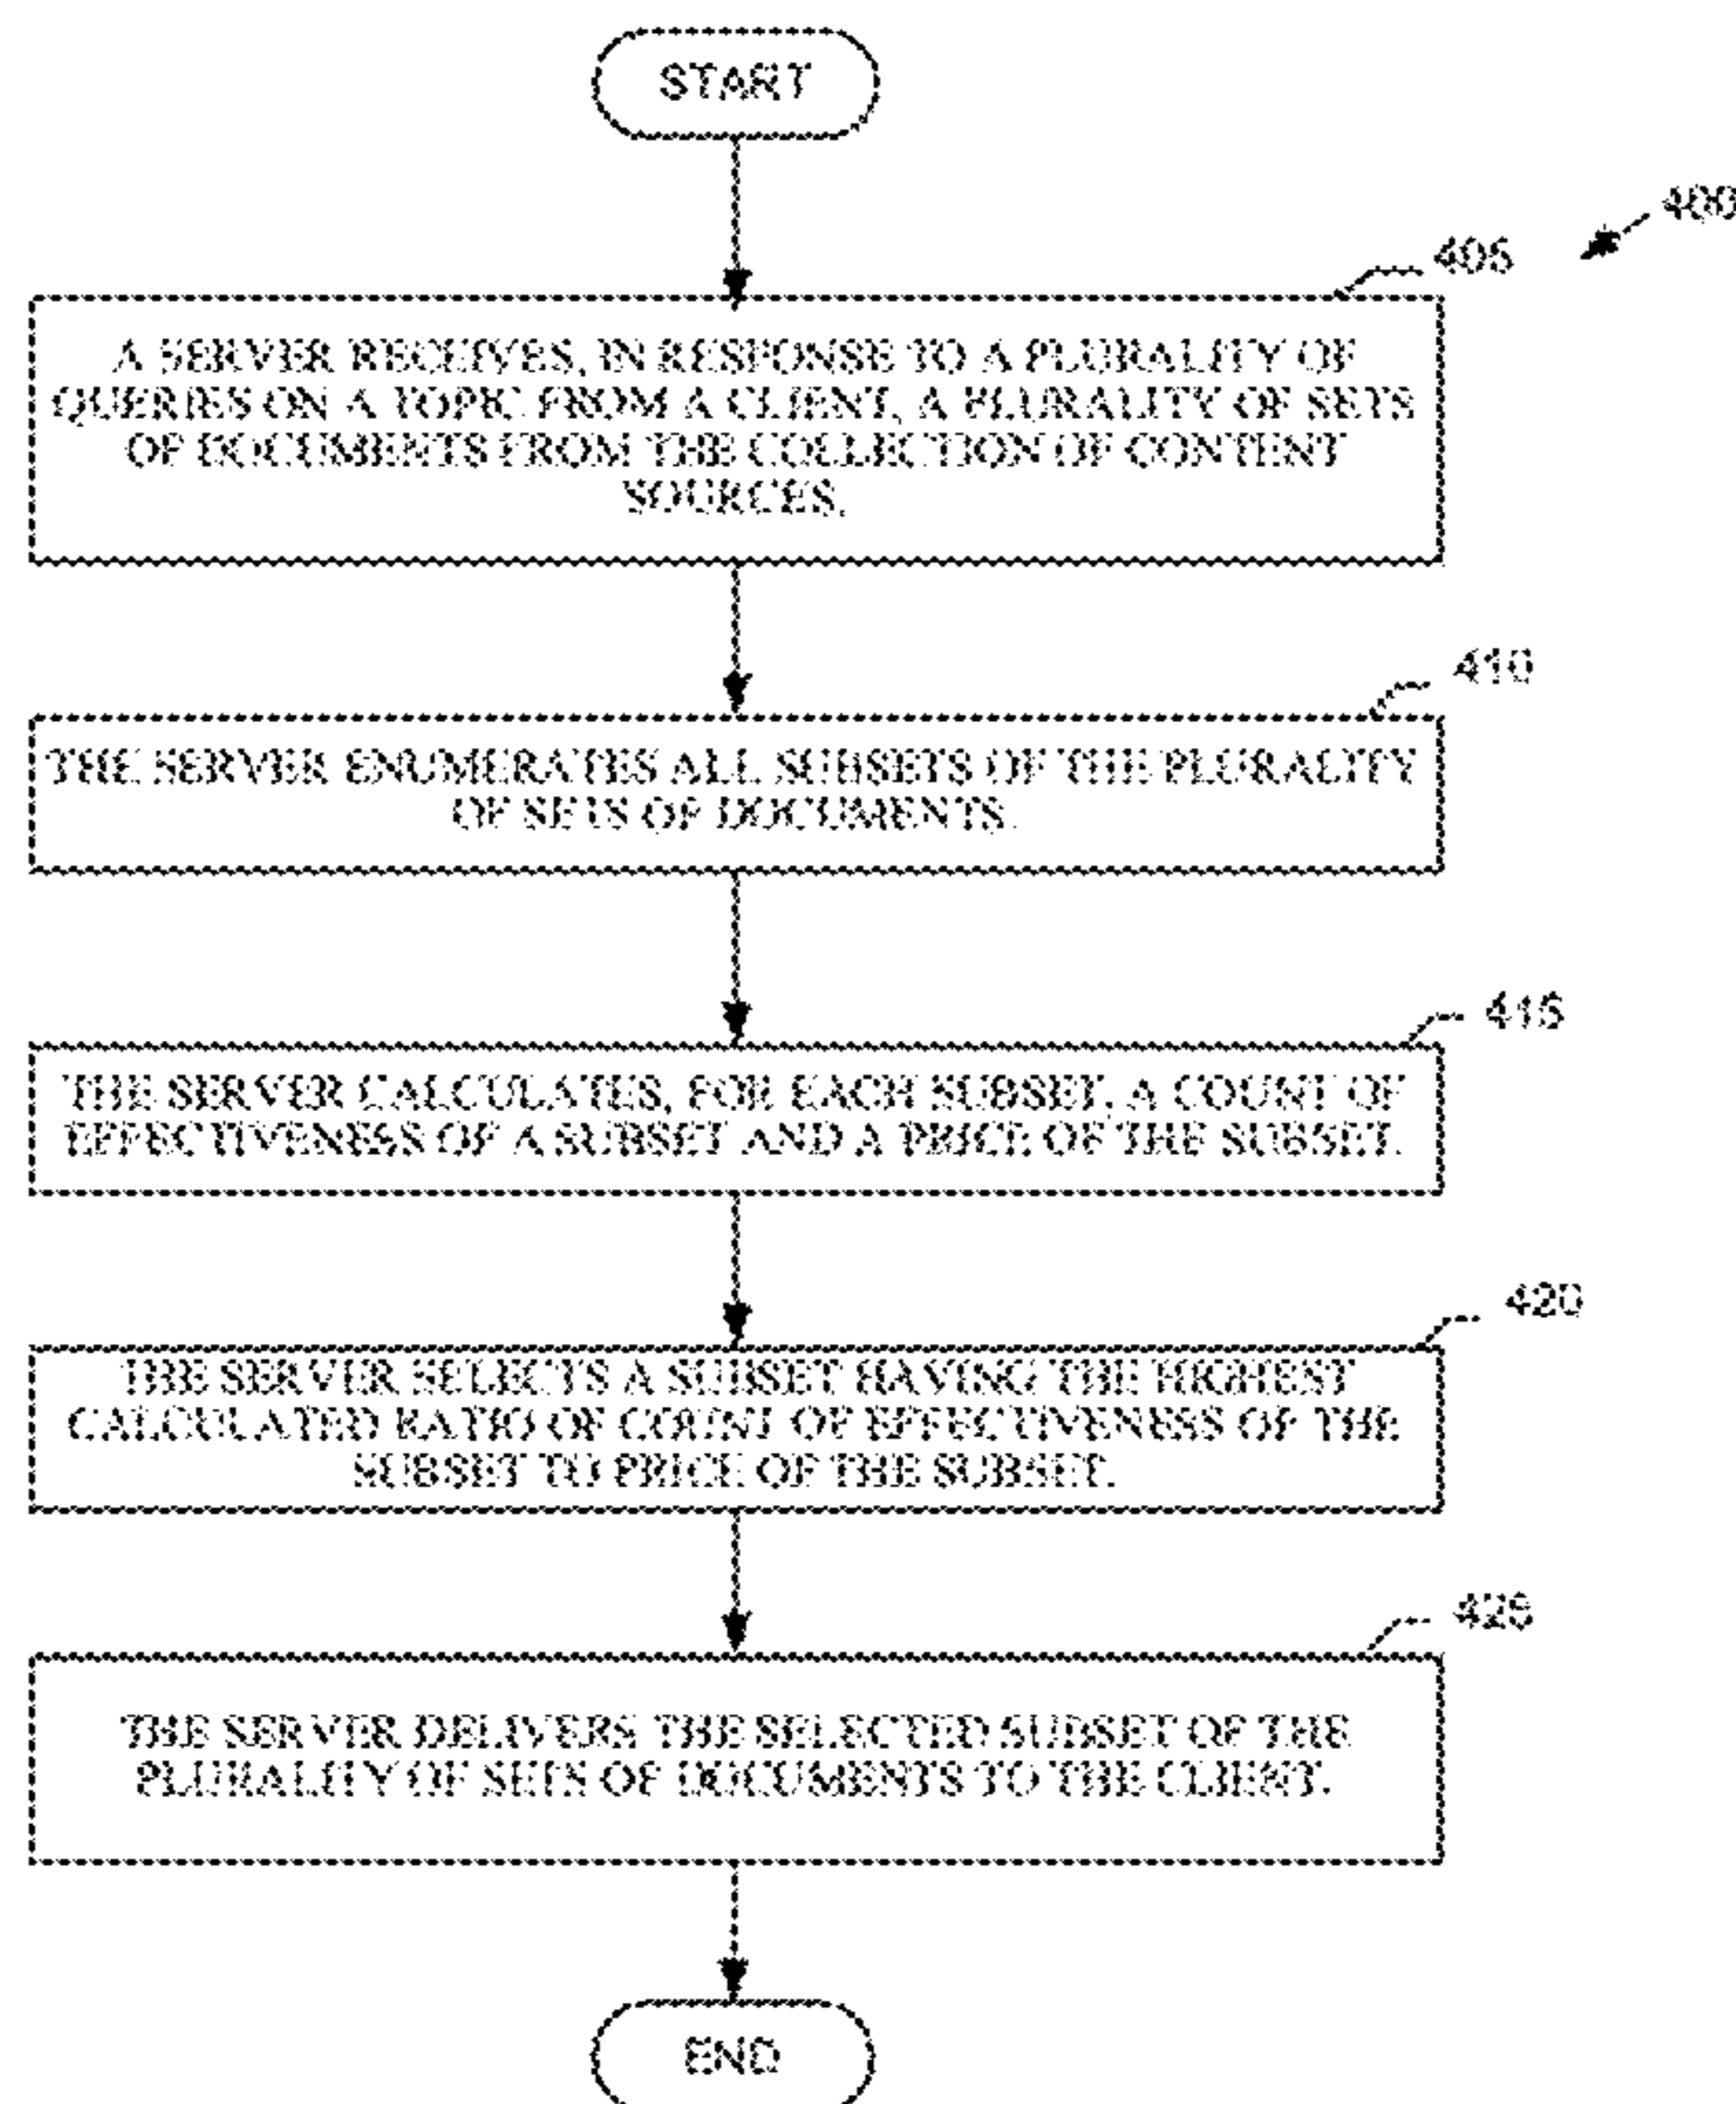 START
400
405
A SERVER RECEIVES, IN RESPONSE TO A PLURALITY OF
QUERIES ON A TOPIC FROM A CLIENT, A PLURALITY OF SETS
OF DOCUMENTS FROM THE COLLECTION OF CONTENT
SOURCES.
410
THE SERVER ENUMERATES ALL SUBSETS OF THE PLURALITY
OF SETS OF DOCUMENTS.
415
THE SERVER CALCULATES, FOR EACH SUBSET, A COUNT OF
EFFECTIVENESS OF A SUBSET AND A PRICE OF THE SUBSET.
420
THE SERVER SELECTS A SUBSET HAVING THE HIGHEST
CALCULATED RATIO OF COUNT OF EFFECTIVENESS OF THE
SUBSET TO PRICE OF THE SUBSET.
425
THE SERVER DELIVERS THE SELECTED SUBSET OF THE
PLURALITY OF SETS OF DOCUMENTS TO THE CLIENT.
END